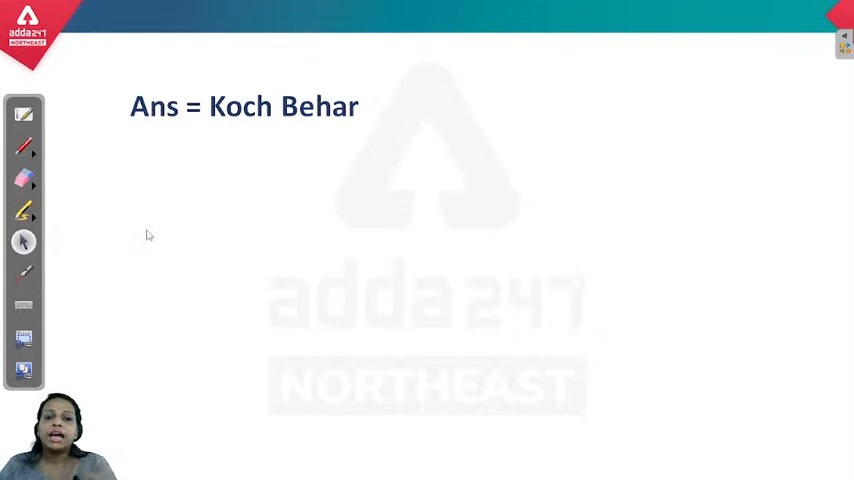 adda247
NORTHEAST
Ans = Koch Behar
adda247
NORTHEAST